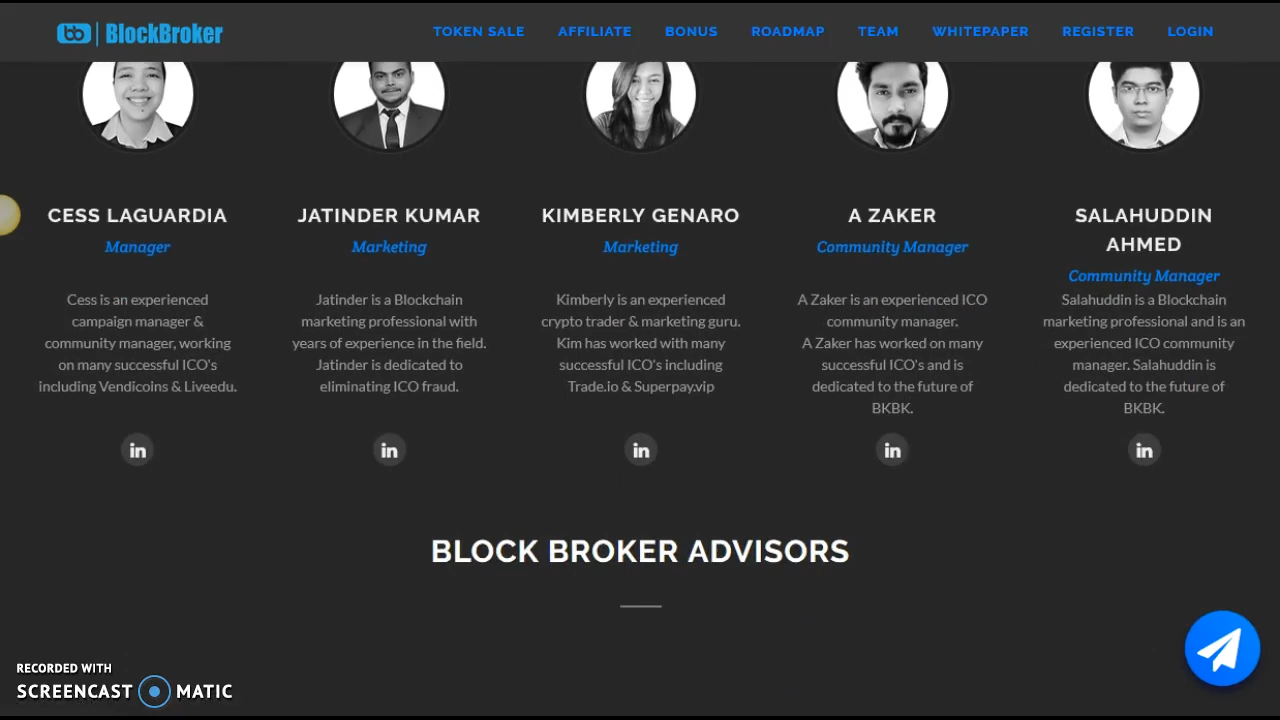 bb | BlockBroker
TOKEN SALE AFFILIATE BONUS ROADMAP TEAM WHITEPAPER REGISTER LOGIN
CESS LAGUARDIA
Manager
Cess is an experienced
campaign manager &
community manager, working
on many successful ICO's
including Vendicoins & Liveedu.
in
JATINDER KUMAR
Marketing
Jatinder is a Blockchain
marketing professional with
years of experience in the field.
Jatinder is dedicated to
eliminating ICO fraud.
in
KIMBERLY GENARO
Marketing
Kimberly is an experienced
crypto trader & marketing guru.
Kim has worked with many
successful ICO's including
Trade.io & Superpay.vip
in
A ZAKER
Community Manager
A Zaker is an experienced ICO
community manager.
A Zaker has worked on many
successful ICO's and is
dedicated to the future of
BKBK.
in
SALAHUDDIN
AHMED
Community Manager
Salahuddin is a Blockchain
marketing professional and is an
experienced ICO community
manager. Salahuddin is
dedicated to the future of
BKBK.
in
BLOCK BROKER ADVISORS
RECORDED WITH
SCREENCAST MATIC